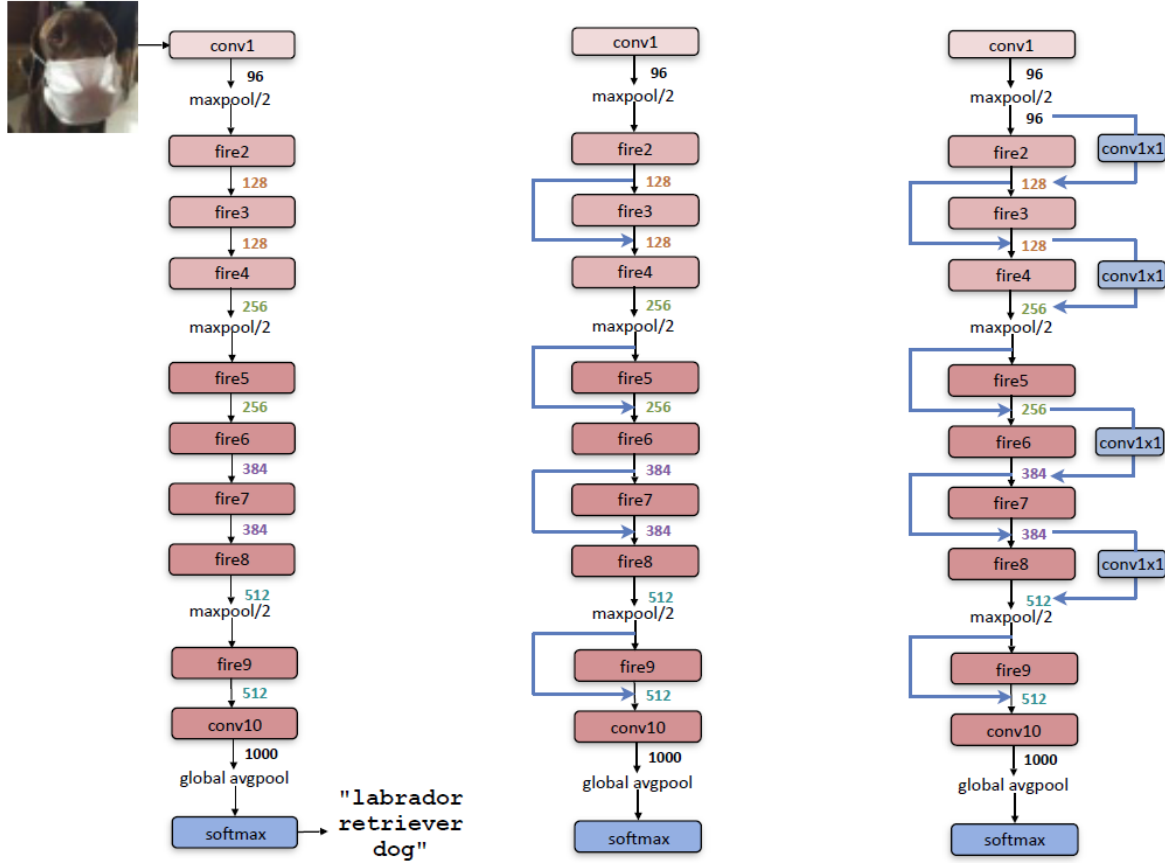 conv1
96
maxpool/2
fire2
128
fire3
128
fire4
256
maxpool/2
fire5
256
fire6
384
fire7
384
fire8
512
maxpool/2
fire9
512
conv10
1000
global avgpool
softmax
"labrador
retriever
dog"
conv1
96
maxpool/2
fire2
128
fire3
128
fire4
256
maxpool/2
fire5
256
fire6
384
fire7
384
fire8
512
maxpool/2
fire9
512
conv10
1000
global avgpool
softmax
conv1
96
maxpool/2
96
conv1x1
fire2
128
fire3
128
fire4
conv1x1
256
maxpool/2
fire5
256
fire6
conv1x1
384
fire7
384
fire8
conv1x1
512
maxpool/2
fire9
512
conv10
1000
global avgpool
softmax